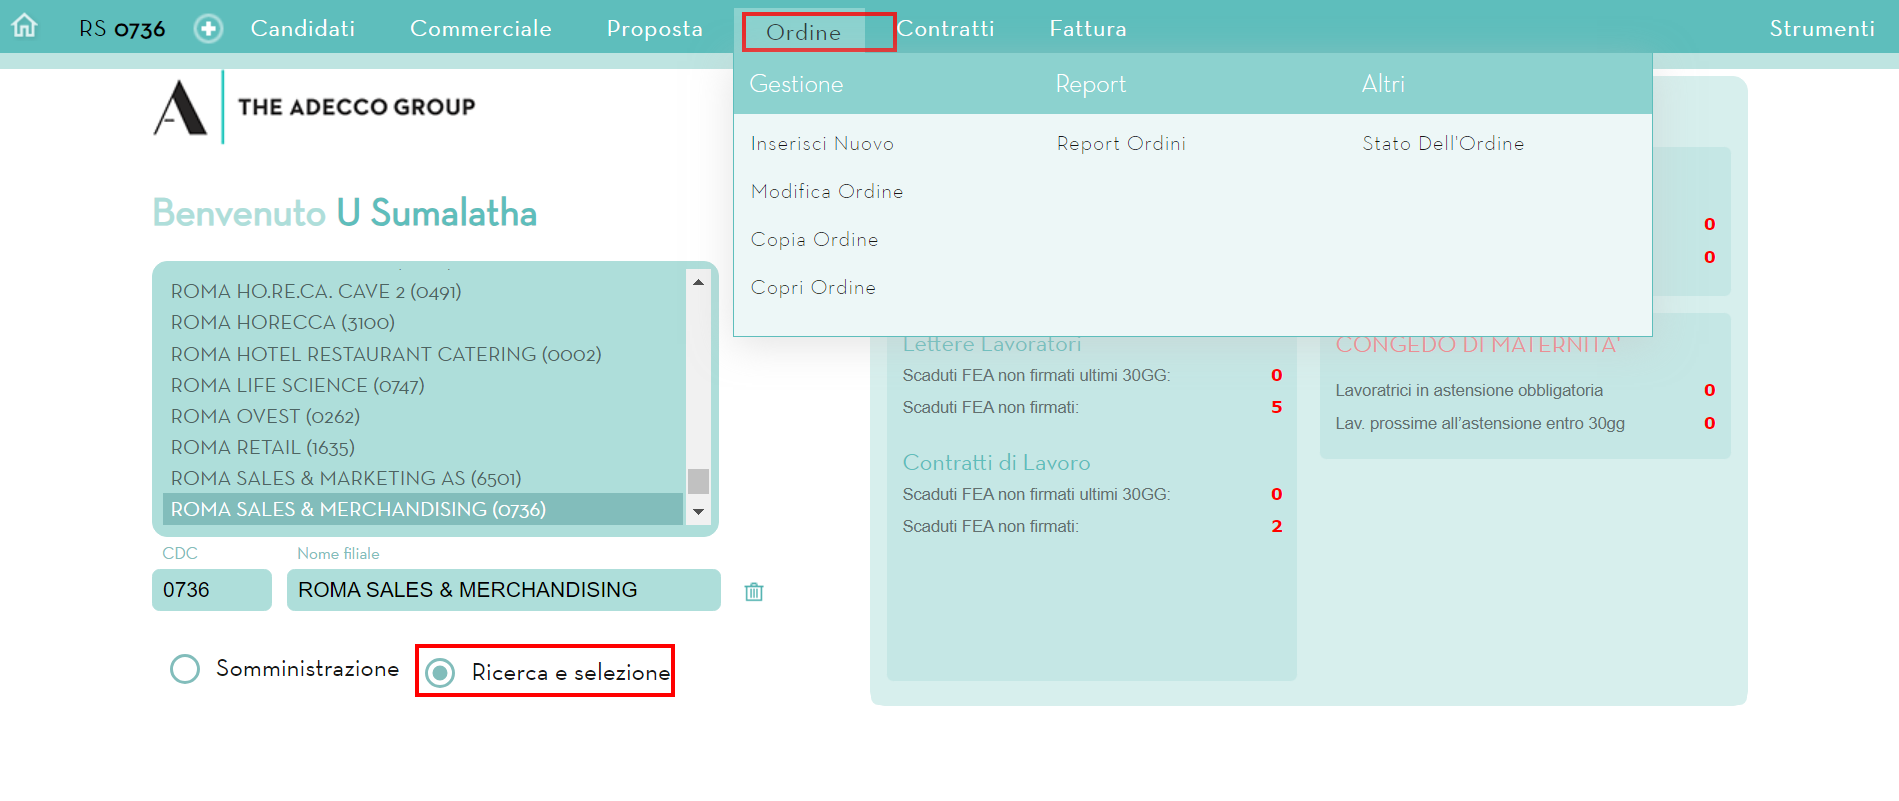 RS 0736
Candidati
Commerciale
Proposta
Ordine
Contratti
Fattura
Strumenti
THE ADECCO GROUP
Gestione
Report
Altri
Inserisci Nuovo
Report Ordini
Stato Dell'Ordine
Modifica Ordine
Copia Ordine
Copri Ordine
Benvenuto U Sumalatha
ROMA HO.RE.CA. CAVE 2 (0491)
ROMA HORECCA (3100)
ROMA HOTEL RESTAURANT CATERING (0002)
ROMA LIFE SCIENCE (0747)
ROMA OVEST (0262)
ROMA RETAIL (1635)
ROMA SALES & MARKETING AS (6501)
ROMA SALES & MERCHANDISING (0736)
CDC
Nome filiale
0736
ROMA SALES & MERCHANDISING
Somministrazione
Ricerca e selezione
0
0
Lettere Lavoratori
Scaduti FEA non firmati ultimi 30GG: 0
Scaduti FEA non firmati: 5
Contratti di Lavoro
Scaduti FEA non firmati ultimi 30GG: 0
Scaduti FEA non firmati: 2
CONGEDO DI MATERNITA'
Lavoratrici in astensione obbligatoria 0
Lav. prossime all'astensione entro 30gg 0